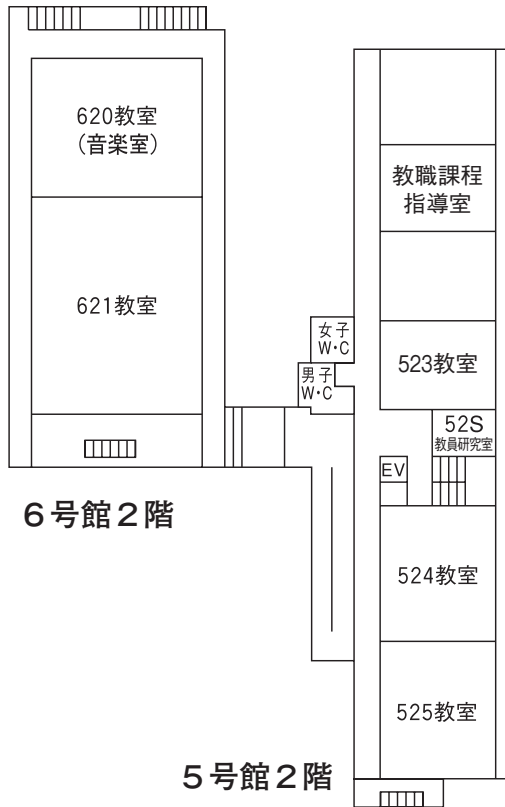 620教室
(音楽室)
621教室
6号館2階
教職課程
指導室
女子
W・C
男子
W・C
523教室
52S
教員研究室
EV
524教室
525教室
5号館2階